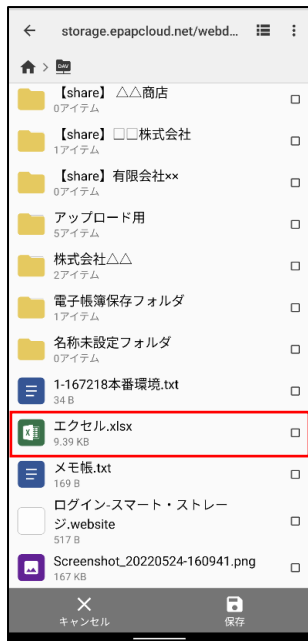 storage.epapcloud.net/webd...
DAV
【share】 △△商店
0アイテム
【share】□□株式会社
1アイテム
【share】有限会社××
0アイテム
アップロード用
5アイテム
株式会社△△
2アイテム
電子帳簿保存フォルダ
1アイテム
名称未設定フォルダ
0アイテム
1-167218本番環境.txt
34 B
エクセル.xlsx
9.39 KB
メモ帳.txt
169 B
ログイン-スマート・ストレー
ジ.website
517 B
Screenshot_20220524-160941.png
167 KB
キャンセル
保存